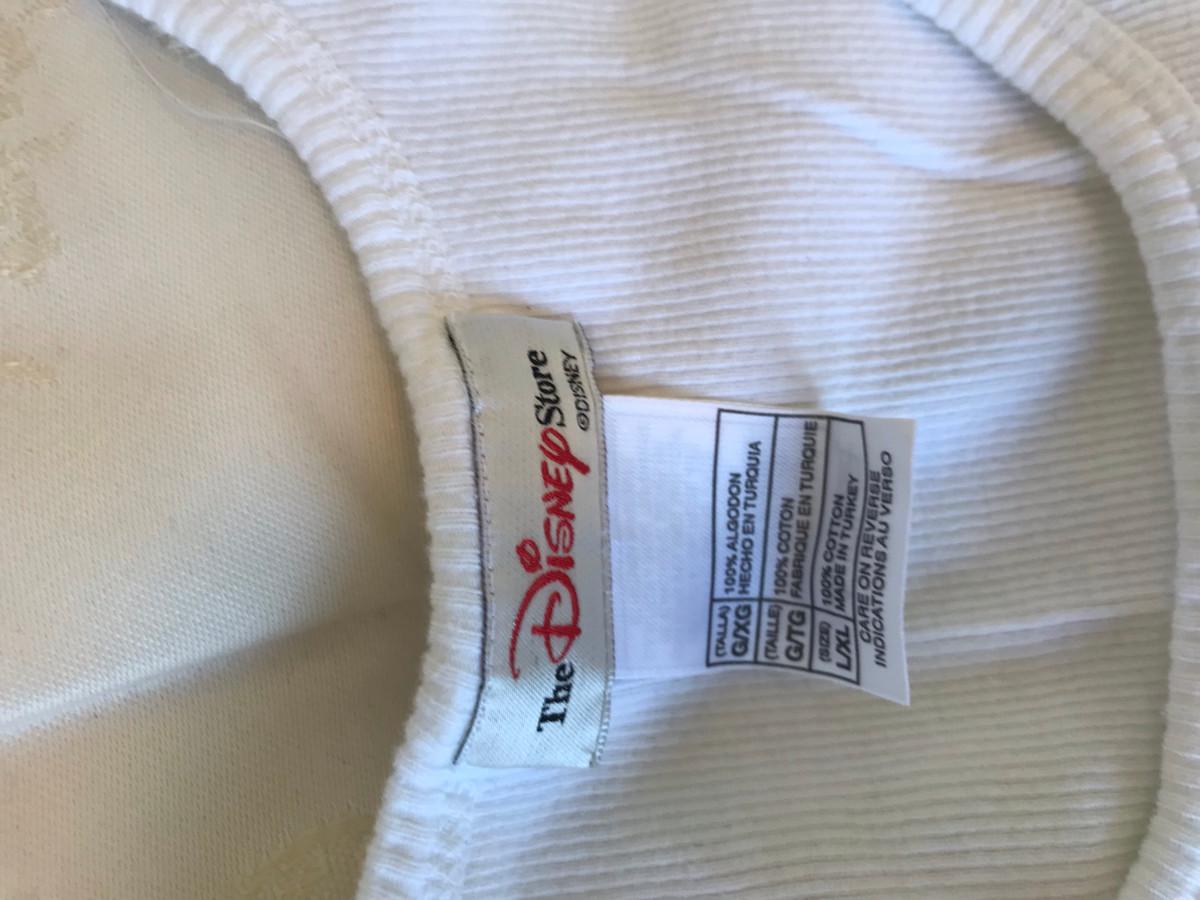 The Disney Store
©DISNEY
(TALLA) 100% ALGODON
G/XG HECHO EN TURQUIA
(TAILLE) 100% COTON
G/TG FABRIQUE EN TURQUIE
(SIZE) 100% COTTON
L/XL MADE IN TURKEY
CARE ON REVERSE
INDICATIONS AU VERSO